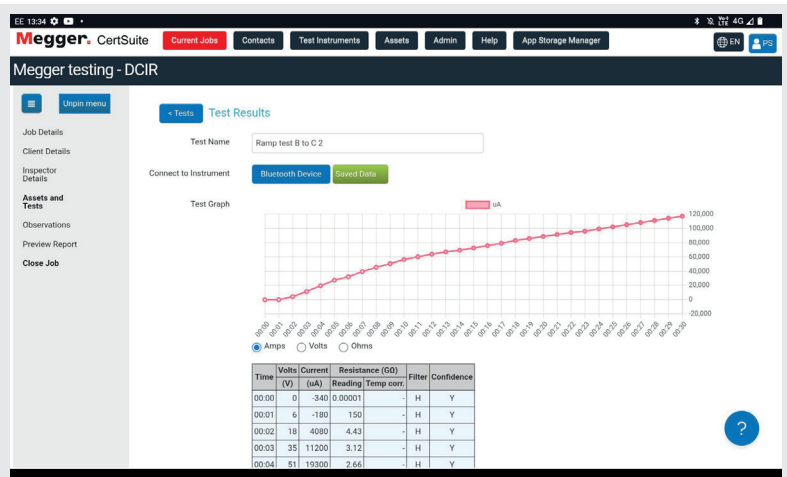 EE 13:34
VoLTE 4G
Megger. CertSuite Current Jobs Contacts Test Instruments Assets Admin Help App Storage Manager EN PS
Megger testing - DCIR
Unpin menu
Job Details
Client Details
Inspector
Details
Assets and
Tests
Observations
Preview Report
Close Job
< Tests Test Results
Test Name Ramp test B to C 2
Connect to Instrument Bluetooth Device Saved Data
Test Graph uA
120,000
100,000
80,000
60,000
40,000
20,000
0
-20,000
00:00 00:01 00:02 00:03 00:04 00:05 00:06 00:07 00:08 00:09 00:10 00:11 00:12 00:13 00:14 00:15 00:16 00:17 00:18 00:19 00:20 00:21 00:22 00:23 00:24 00:25 00:26 00:27 00:28 00:29 00:30
Amps Volts Ohms
Time Volts Current Resistance (GΩ) Filter Confidence
(V) (uA) Reading Temp corr.
00:00 0 -340 0.00001 - H Y
00:01 6 -180 150 - H Y
00:02 18 4080 4.43 - H Y
00:03 35 11200 3.12 - H Y
00:04 51 19300 2.66 - H Y
?